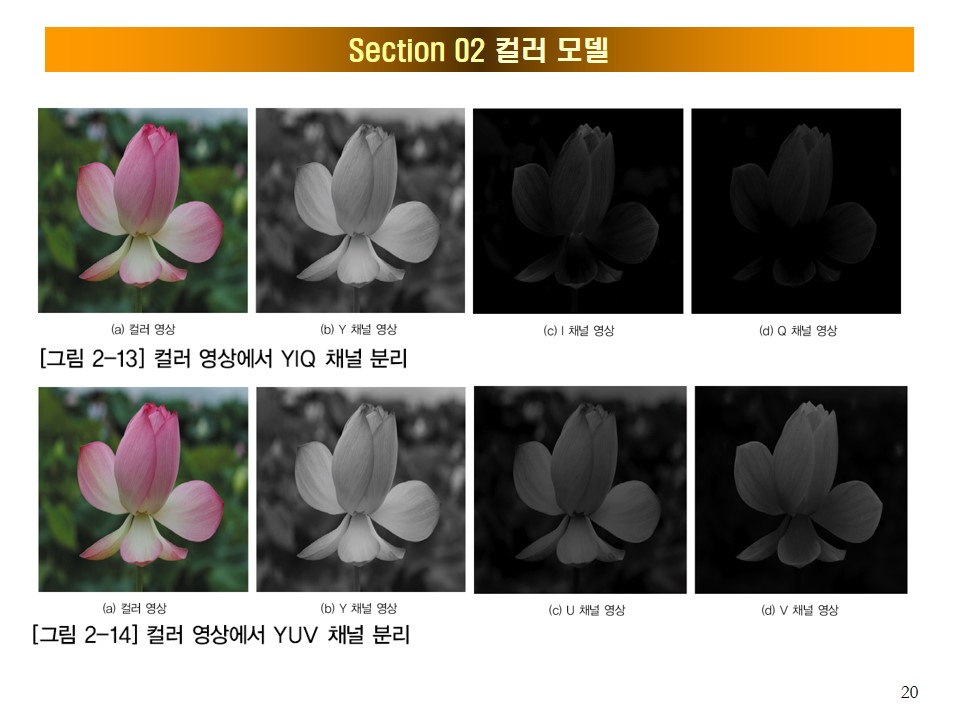 Section 02 컬러 모델
(a) 컬러 영상
(b) Y 채널 영상
(c) I 채널 영상
(d) Q 채널 영상
[그림 2-13] 컬러 영상에서 YIQ 채널 분리
(a) 컬러 영상
(b) Y 채널 영상
(c) U 채널 영상
(d) V 채널 영상
[그림 2-14] 컬러 영상에서 YUV 채널 분리
20